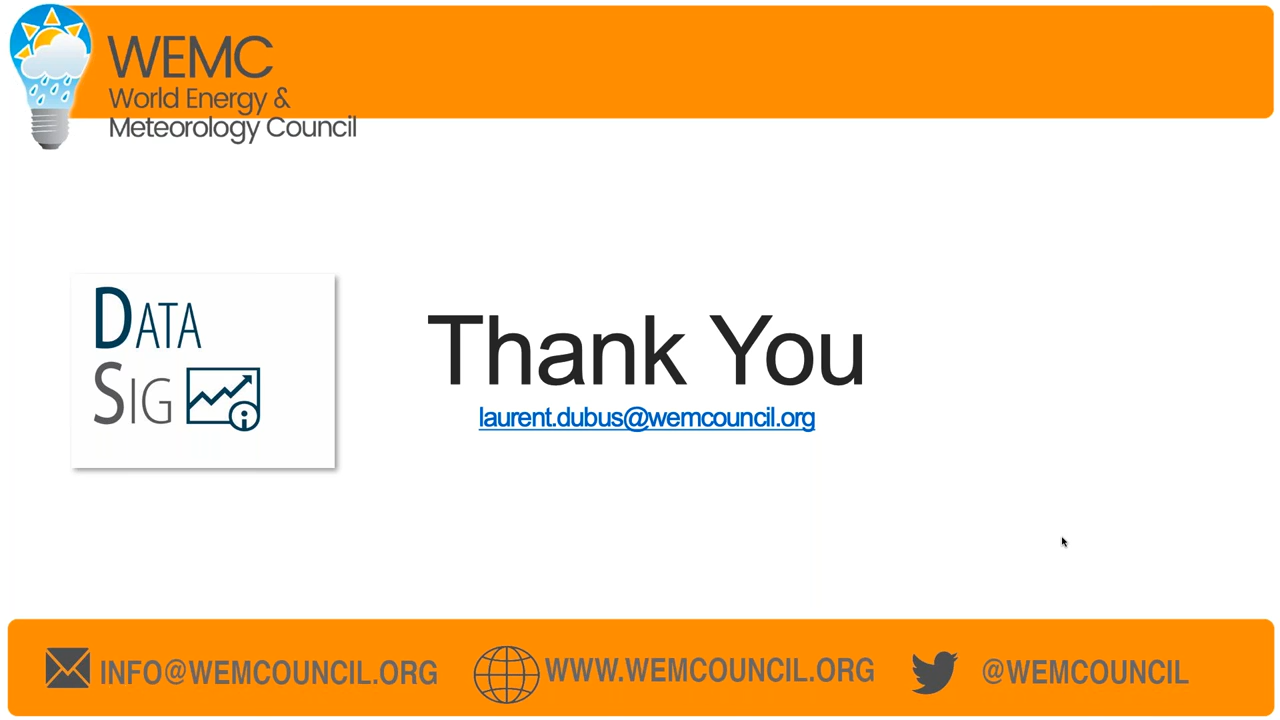 WEMC
World Energy &
Meteorology Council
DATA
SIG
Thank You
laurent.dubus@wemcouncil.org
INFO@WEMCOUNCIL.ORG
WWW.WEMCOUNCIL.ORG
@WEMCOUNCIL